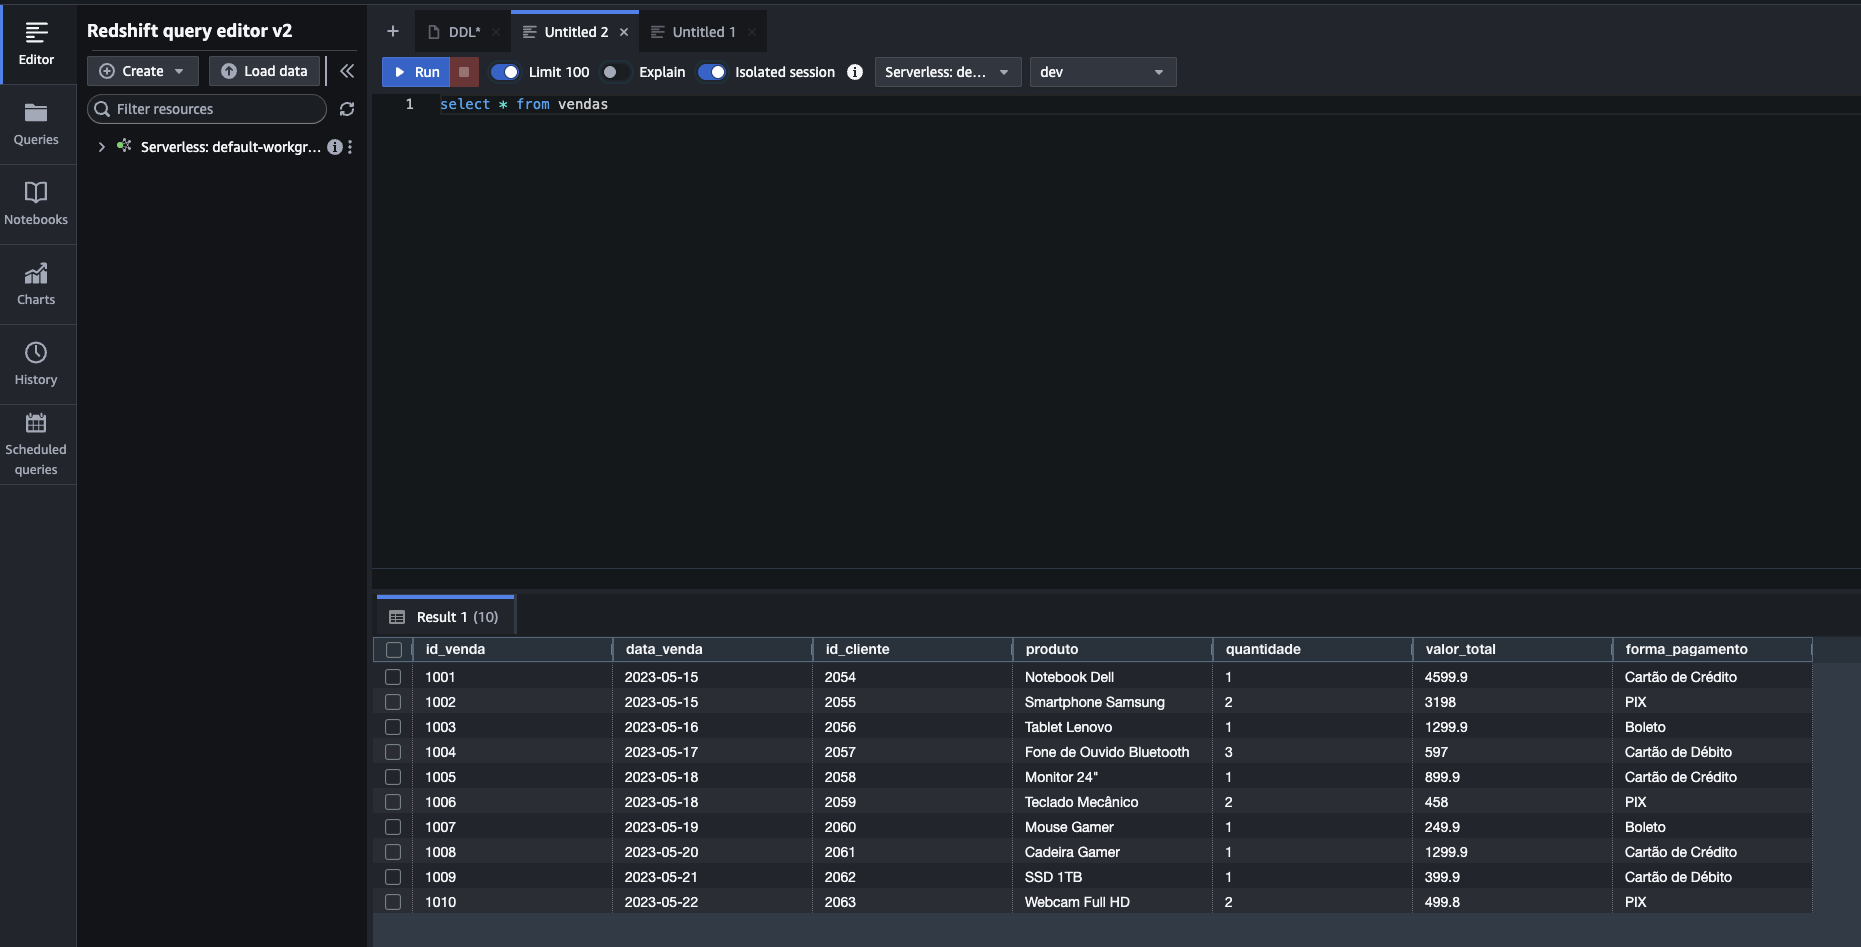 Editor
Queries
Notebooks
Charts
History
Scheduled
queries
Redshift query editor v2
Create
Load data
Filter resources
Serverless: default-workgr...
DDL*
Untitled 2
Untitled 1
Run
Limit 100
Explain
Isolated session
Serverless: de...
dev
1 select * from vendas
Result 1 (10)
id_venda data_venda id_cliente produto quantidade valor_total forma_pagamento
1001 2023-05-15 2054 Notebook Dell 1 4599.9 Cartão de Crédito
1002 2023-05-15 2055 Smartphone Samsung 2 3198 PIX
1003 2023-05-16 2056 Tablet Lenovo 1 1299.9 Boleto
1004 2023-05-17 2057 Fone de Ouvido Bluetooth 3 597 Cartão de Débito
1005 2023-05-18 2058 Monitor 24" 1 899.9 Cartão de Crédito
1006 2023-05-18 2059 Teclado Mecânico 2 458 PIX
1007 2023-05-19 2060 Mouse Gamer 1 249.9 Boleto
1008 2023-05-20 2061 Cadeira Gamer 1 1299.9 Cartão de Crédito
1009 2023-05-21 2062 SSD 1TB 1 399.9 Cartão de Débito
1010 2023-05-22 2063 Webcam Full HD 2 499.8 PIX